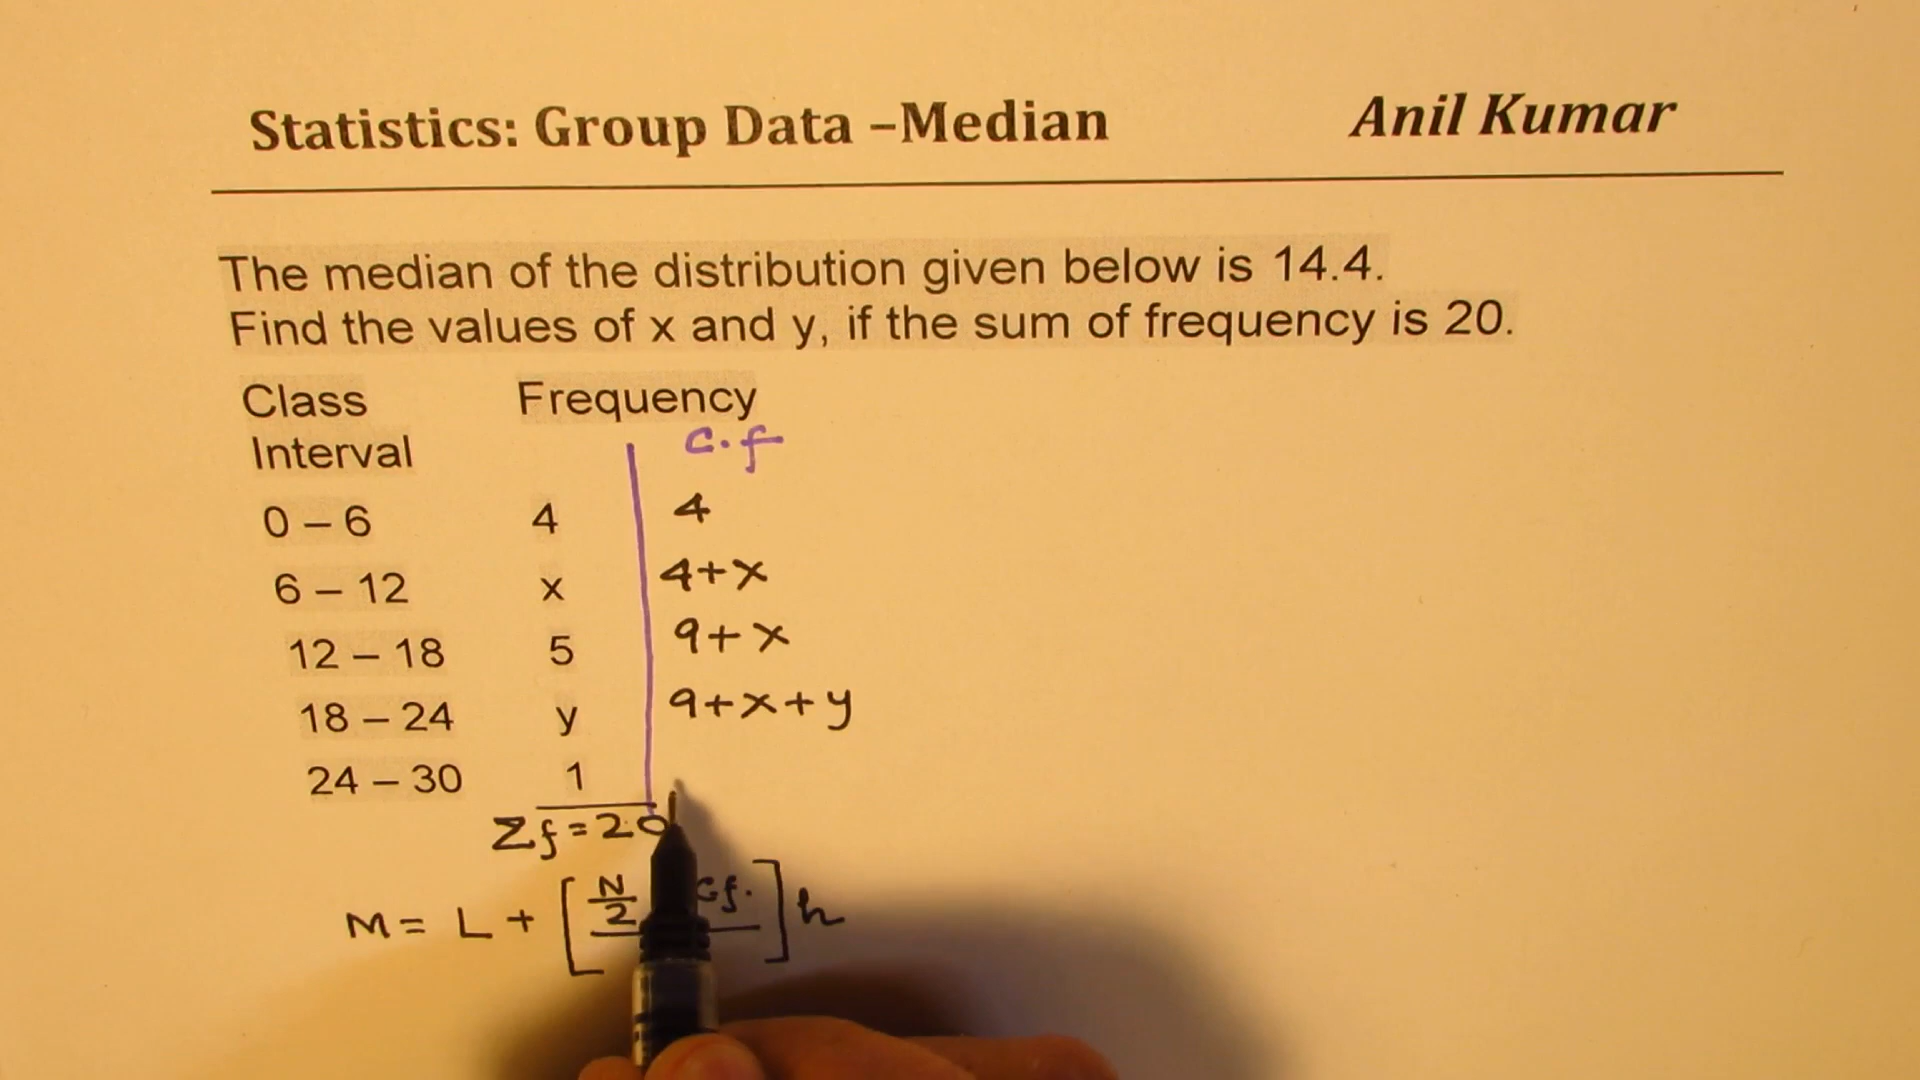 Statistics: Group Data –Median
Anil Kumar
The median of the distribution given below is 14.4.
Find the values of x and y, if the sum of frequency is 20.
Class Frequency
Interval c.f
0 – 6 4 4
6 – 12 x 4+x
12 – 18 5 9+x
18 – 24 y 9+x+y
24 – 30 1
Σf=20
M = L + [N/2 cf.] h